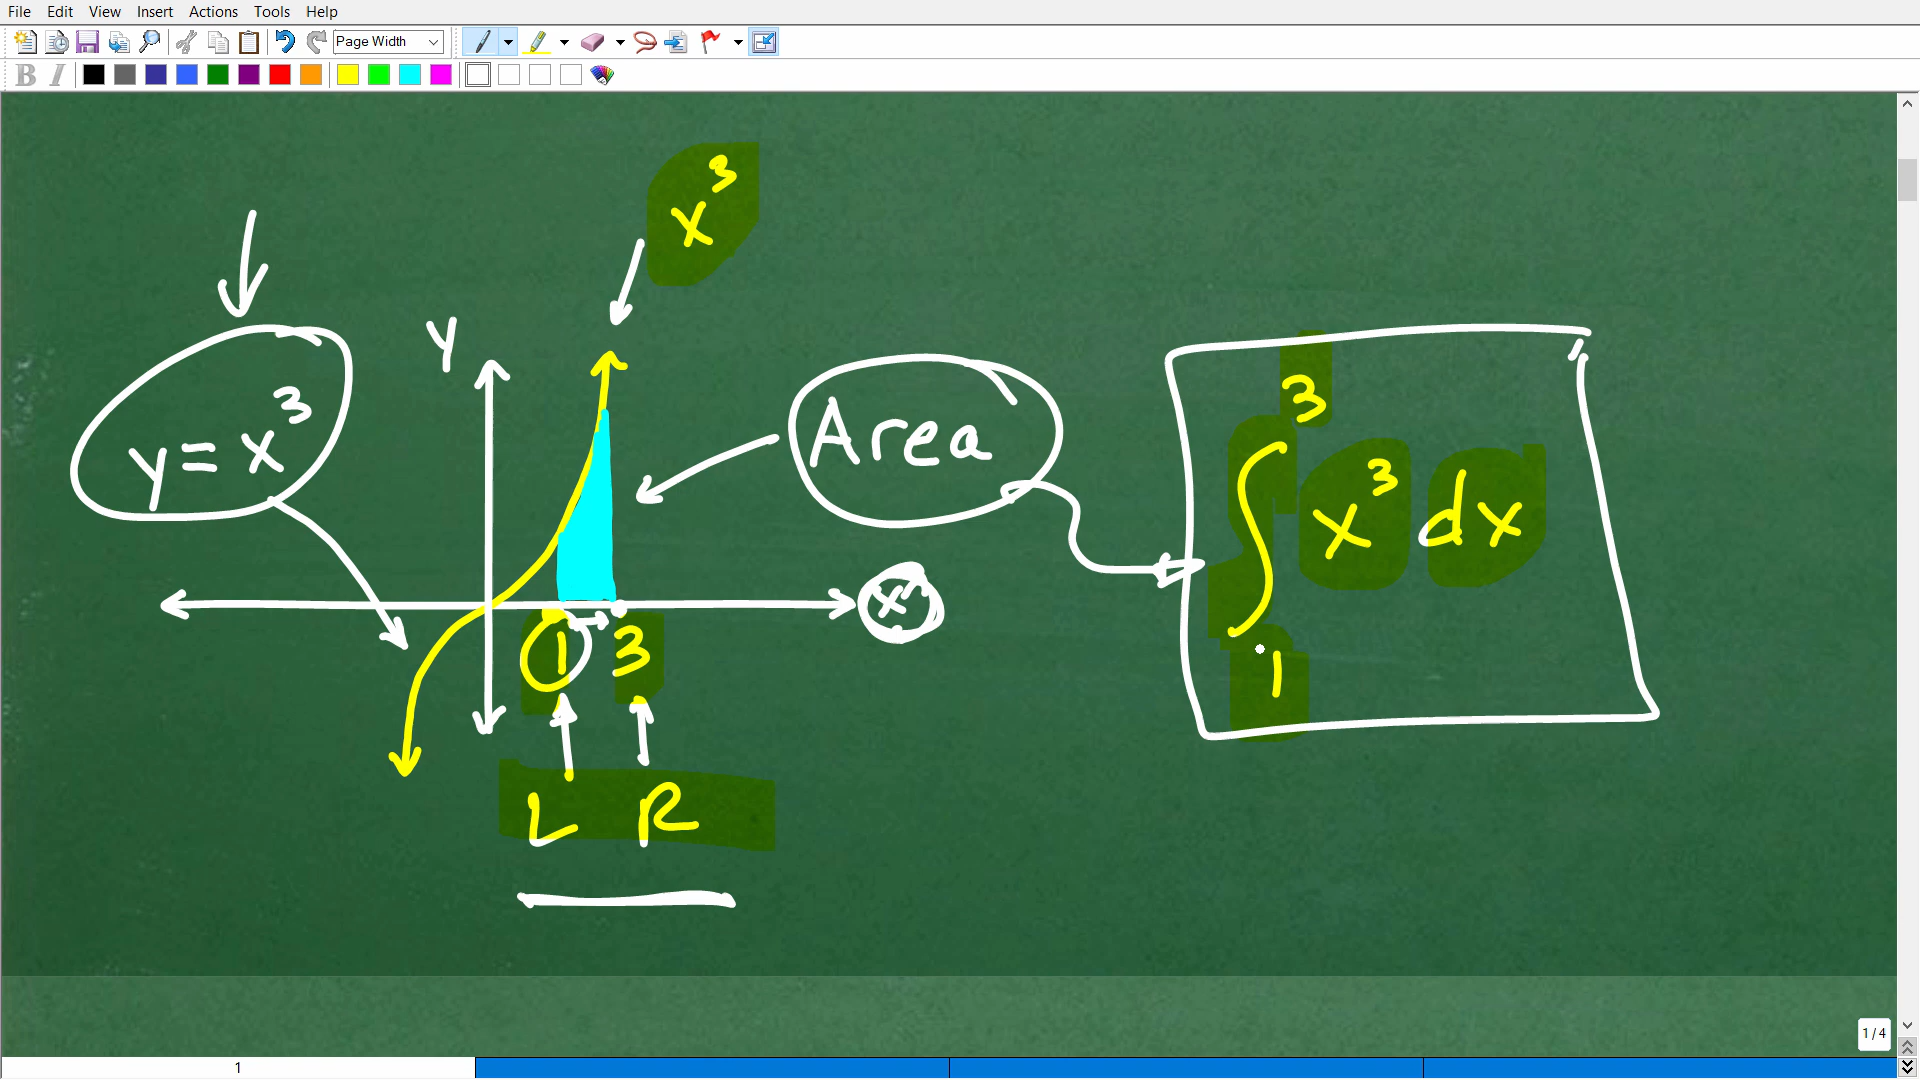 File Edit View Insert Actions Tools Help
Page Width
B I
x³
y = x³
Y
Area
x
1 3
L R
∫₁³ x³ dx
1 / 4
1